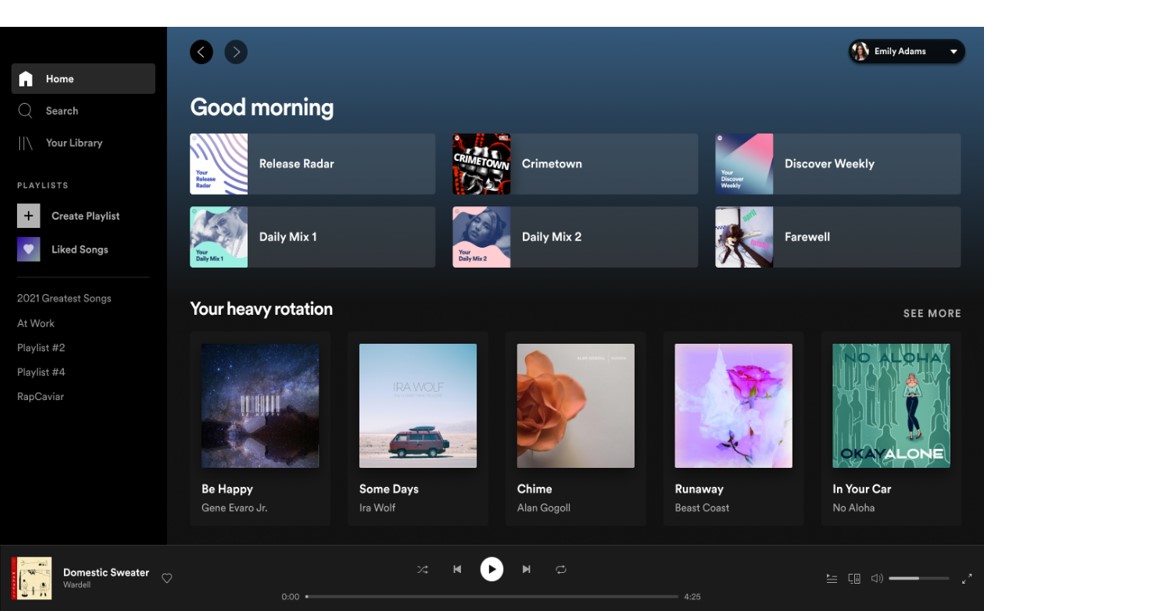 Emily Adams
Home
Search
Your Library
PLAYLISTS
Create Playlist
Liked Songs
2021 Greatest Songs
At Work
Playlist #2
Playlist #4
RapCaviar
Good morning
Your
Release
Radar
Release Radar
CRIMETOWN
Crimetown
Your
Discover
Weekly
Discover Weekly
Your
Daily Mix 1
Daily Mix 1
Your
Daily Mix 2
Daily Mix 2
Farewell
Your heavy rotation
SEE MORE
Be Happy
Gene Evaro Jr.
IRA WOLF
Some Days
Ira Wolf
Chime
Alan Gogoll
Runaway
Beast Coast
NO ALOHA
OKAYALONE
In Your Car
No Aloha
Domestic Sweater
Wardell
0:00
4:25